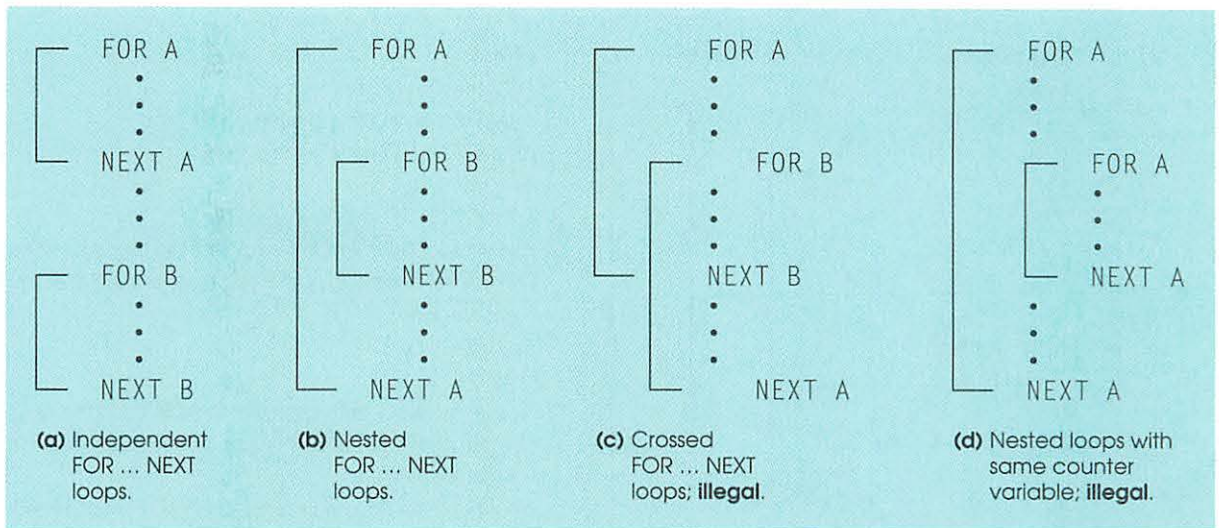 FOR A
NEXT A
FOR B
NEXT B
(a) Independent
FOR ... NEXT
loops.
FOR A
FOR B
NEXT B
NEXT A
(b) Nested
FOR ... NEXT
loops.
FOR A
FOR B
NEXT B
NEXT A
(c) Crossed
FOR ... NEXT
loops; illegal.
FOR A
FOR A
NEXT A
NEXT A
(d) Nested loops with
same counter
variable; illegal.